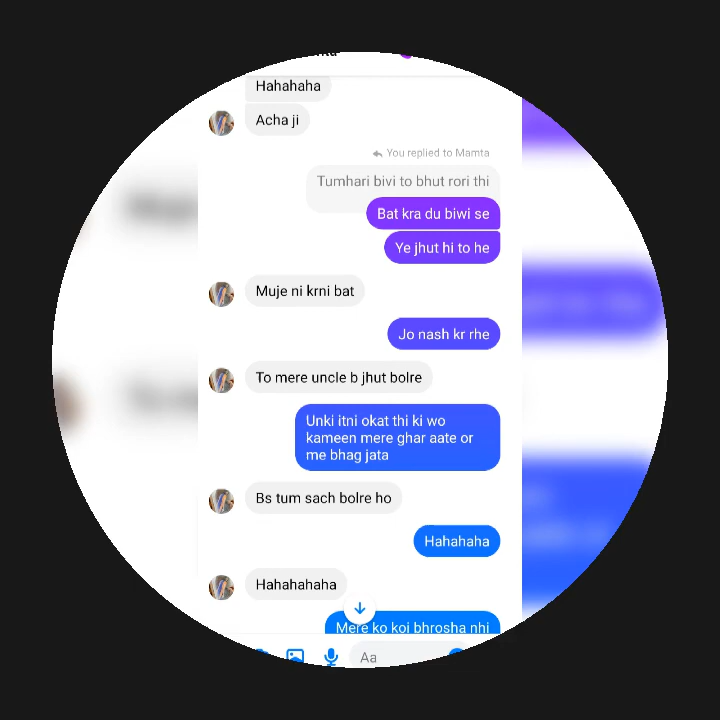 Hahahaha
Acha ji
You replied to Mamta
Tumhari bivi to bhut rori thi
Bat kra du biwi se
Ye jhut hi to he
Muje ni krni bat
Jo nash kr rhe
To mere uncle b jhut bolre
Unki itni okat thi ki wo
kameen mere ghar aate or
me bhag jata
Bs tum sach bolre ho
Hahahaha
Hahahahaha
Mere ko koi bhrosha nhi
Aa